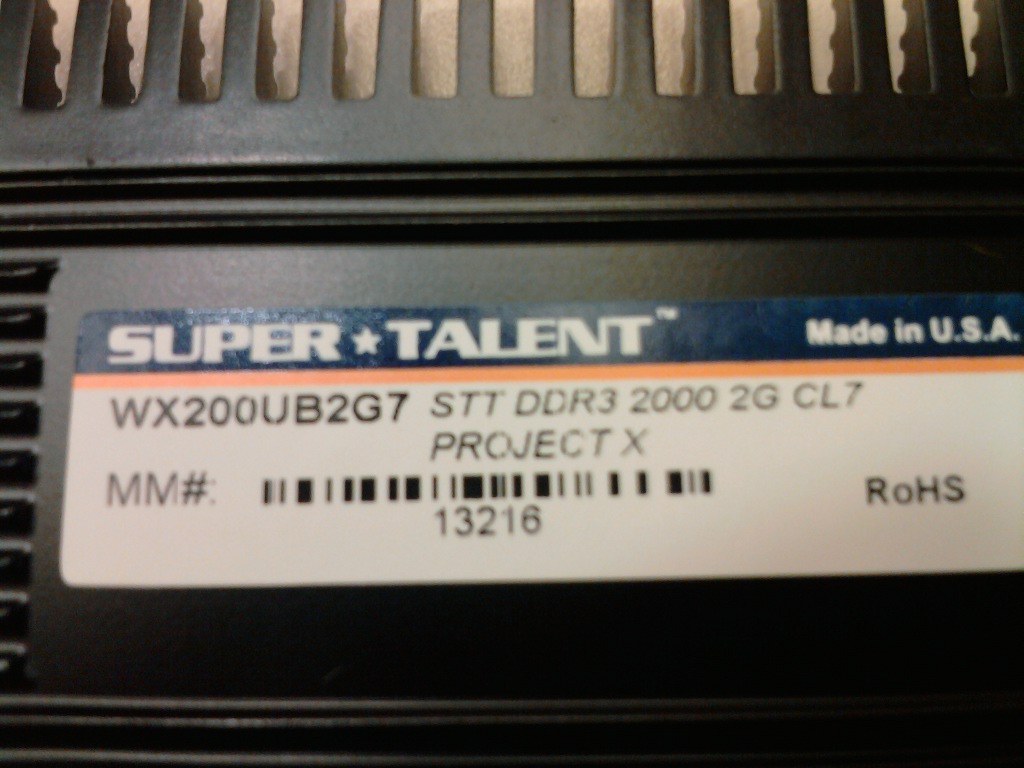 SUPER★TALENT™ Made in U.S.A.
WX200UB2G7 STT DDR3 2000 2G CL7
PROJECT X
MM#: RoHS
13216